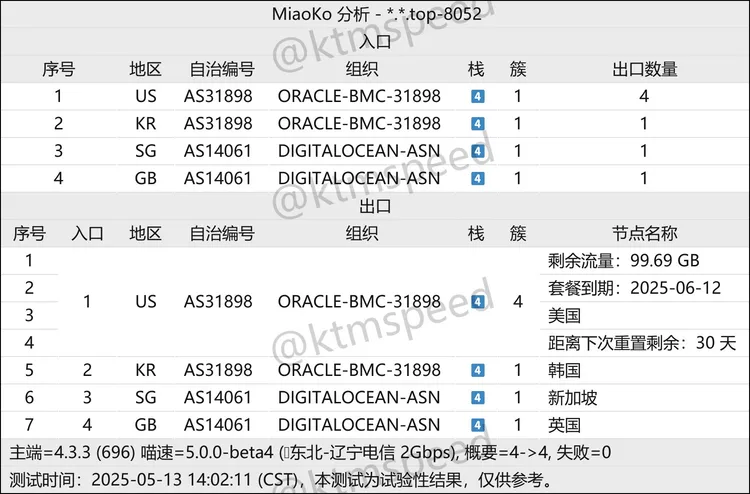 MiaoKo 分析 - *.*.top-8052
入口
序号 地区 自治编号 组织 栈 簇 出口数量
1 US AS31898 ORACLE-BMC-31898 4 1 4
2 KR AS31898 ORACLE-BMC-31898 4 1 1
3 SG AS14061 DIGITALOCEAN-ASN 4 1 1
4 GB AS14061 DIGITALOCEAN-ASN 4 1 1
出口
序号 入口 地区 自治编号 组织 栈 簇 节点名称
1 剩余流量：99.69 GB
2 套餐到期：2025-06-12
1 US AS31898 ORACLE-BMC-31898 4 4
3 美国
4 距离下次重置剩余：30 天
5 2 KR AS31898 ORACLE-BMC-31898 4 1 韩国
6 3 SG AS14061 DIGITALOCEAN-ASN 4 1 新加坡
7 4 GB AS14061 DIGITALOCEAN-ASN 4 1 英国
主端=4.3.3 (696) 喵速=5.0.0-beta4 (东北-辽宁电信 2Gbps), 概要=4->4, 失败=0
测试时间：2025-05-13 14:02:11 (CST)，本测试为试验性结果，仅供参考。
@ktmspeed
@ktmspeed
@ktmspeed